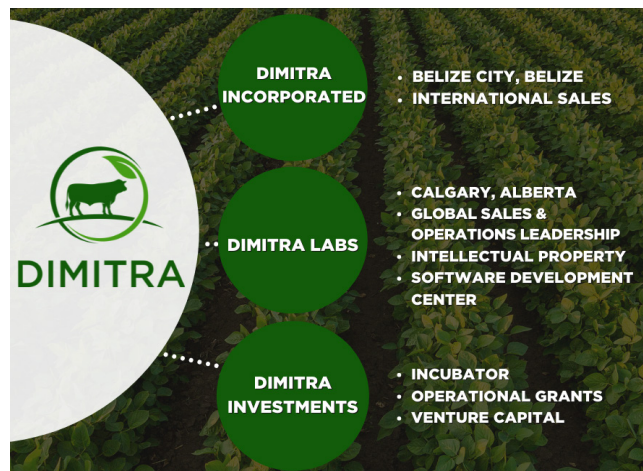 DIMITRA
DIMITRA
INCORPORATED
• BELIZE CITY, BELIZE
• INTERNATIONAL SALES
DIMITRA LABS
• CALGARY, ALBERTA
• GLOBAL SALES &
OPERATIONS LEADERSHIP
• INTELLECTUAL PROPERTY
• SOFTWARE DEVELOPMENT
CENTER
DIMITRA
INVESTMENTS
• INCUBATOR
• OPERATIONAL GRANTS
• VENTURE CAPITAL